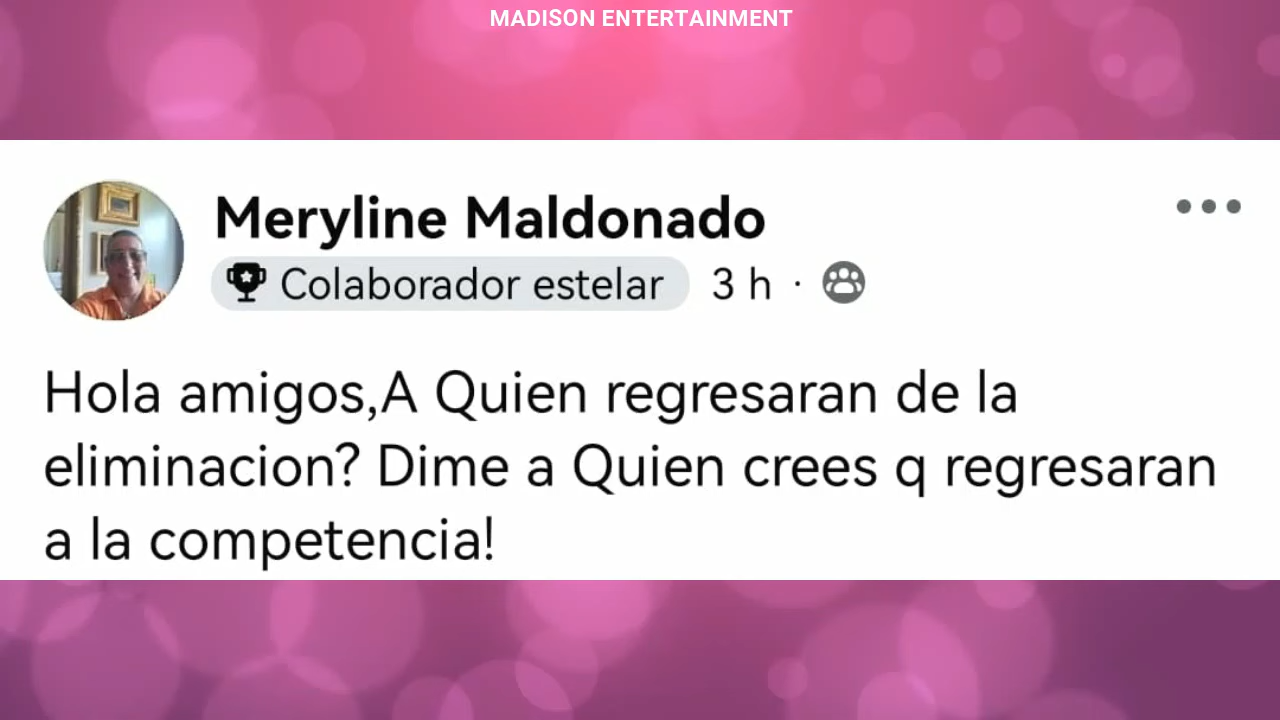 MADISON ENTERTAINMENT
Meryline Maldonado
Colaborador estelar 3 h ·
Hola amigos,A Quien regresaran de la
eliminacion? Dime a Quien crees q regresaran
a la competencia!